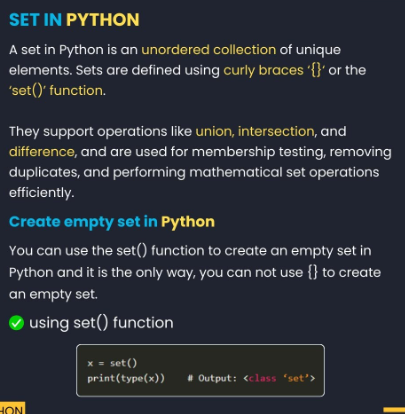 SET IN PYTHON
A set in Python is an unordered collection of unique
elements. Sets are defined using curly braces ‘{}’ or the
‘set()’ function.
They support operations like union, intersection, and
difference, and are used for membership testing, removing
duplicates, and performing mathematical set operations
efficiently.
Create empty set in Python
You can use the set() function to create an empty set in
Python and it is the only way, you can not use {} to create
an empty set.
using set() function
x = set()
print(type(x)) # Output: <class ‘set’>
HON